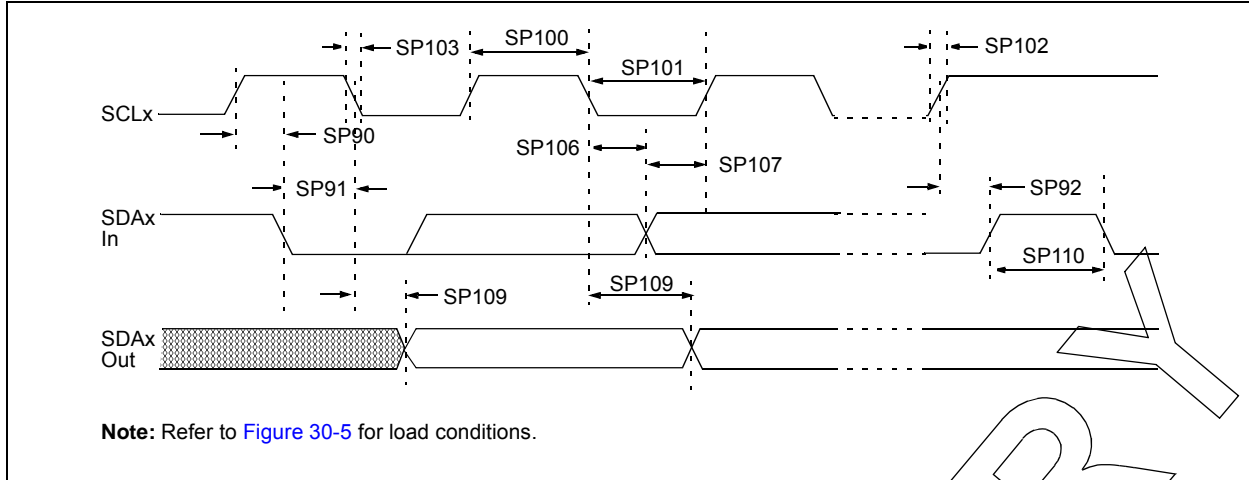 SP103
SP100
SP102
SP101
SCLx
SP90
SP106
SP107
SP91
SP92
SDAx
In
SP110
SP109
SP109
SDAx
Out
Note: Refer to Figure 30-5 for load conditions.
R
Y